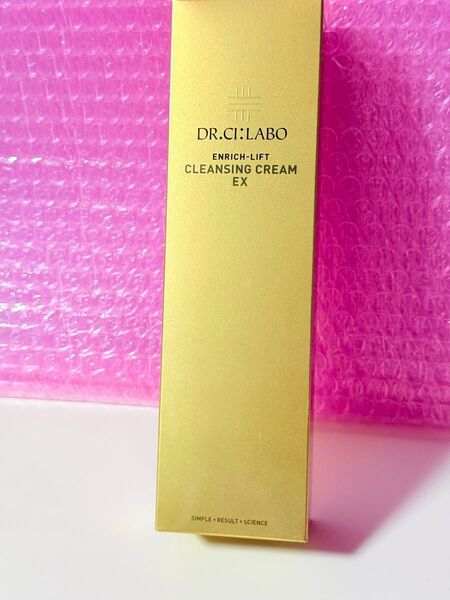 DR.CI:LABO
ENRICH-LIFT
CLEANSING CREAM
EX
SIMPLE + RESULT + SCIENCE